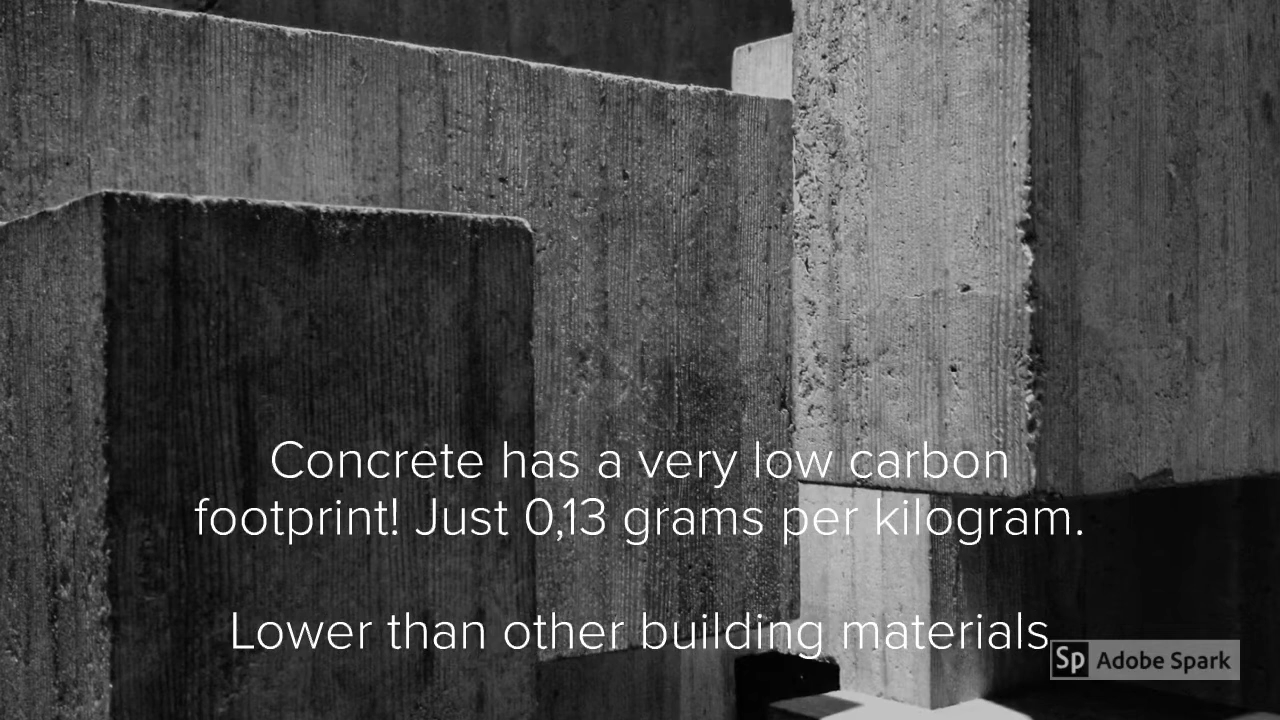 Concrete has a very low carbon
footprint! Just 0,13 grams per kilogram.
Lower than other building materials
Sp Adobe Spark